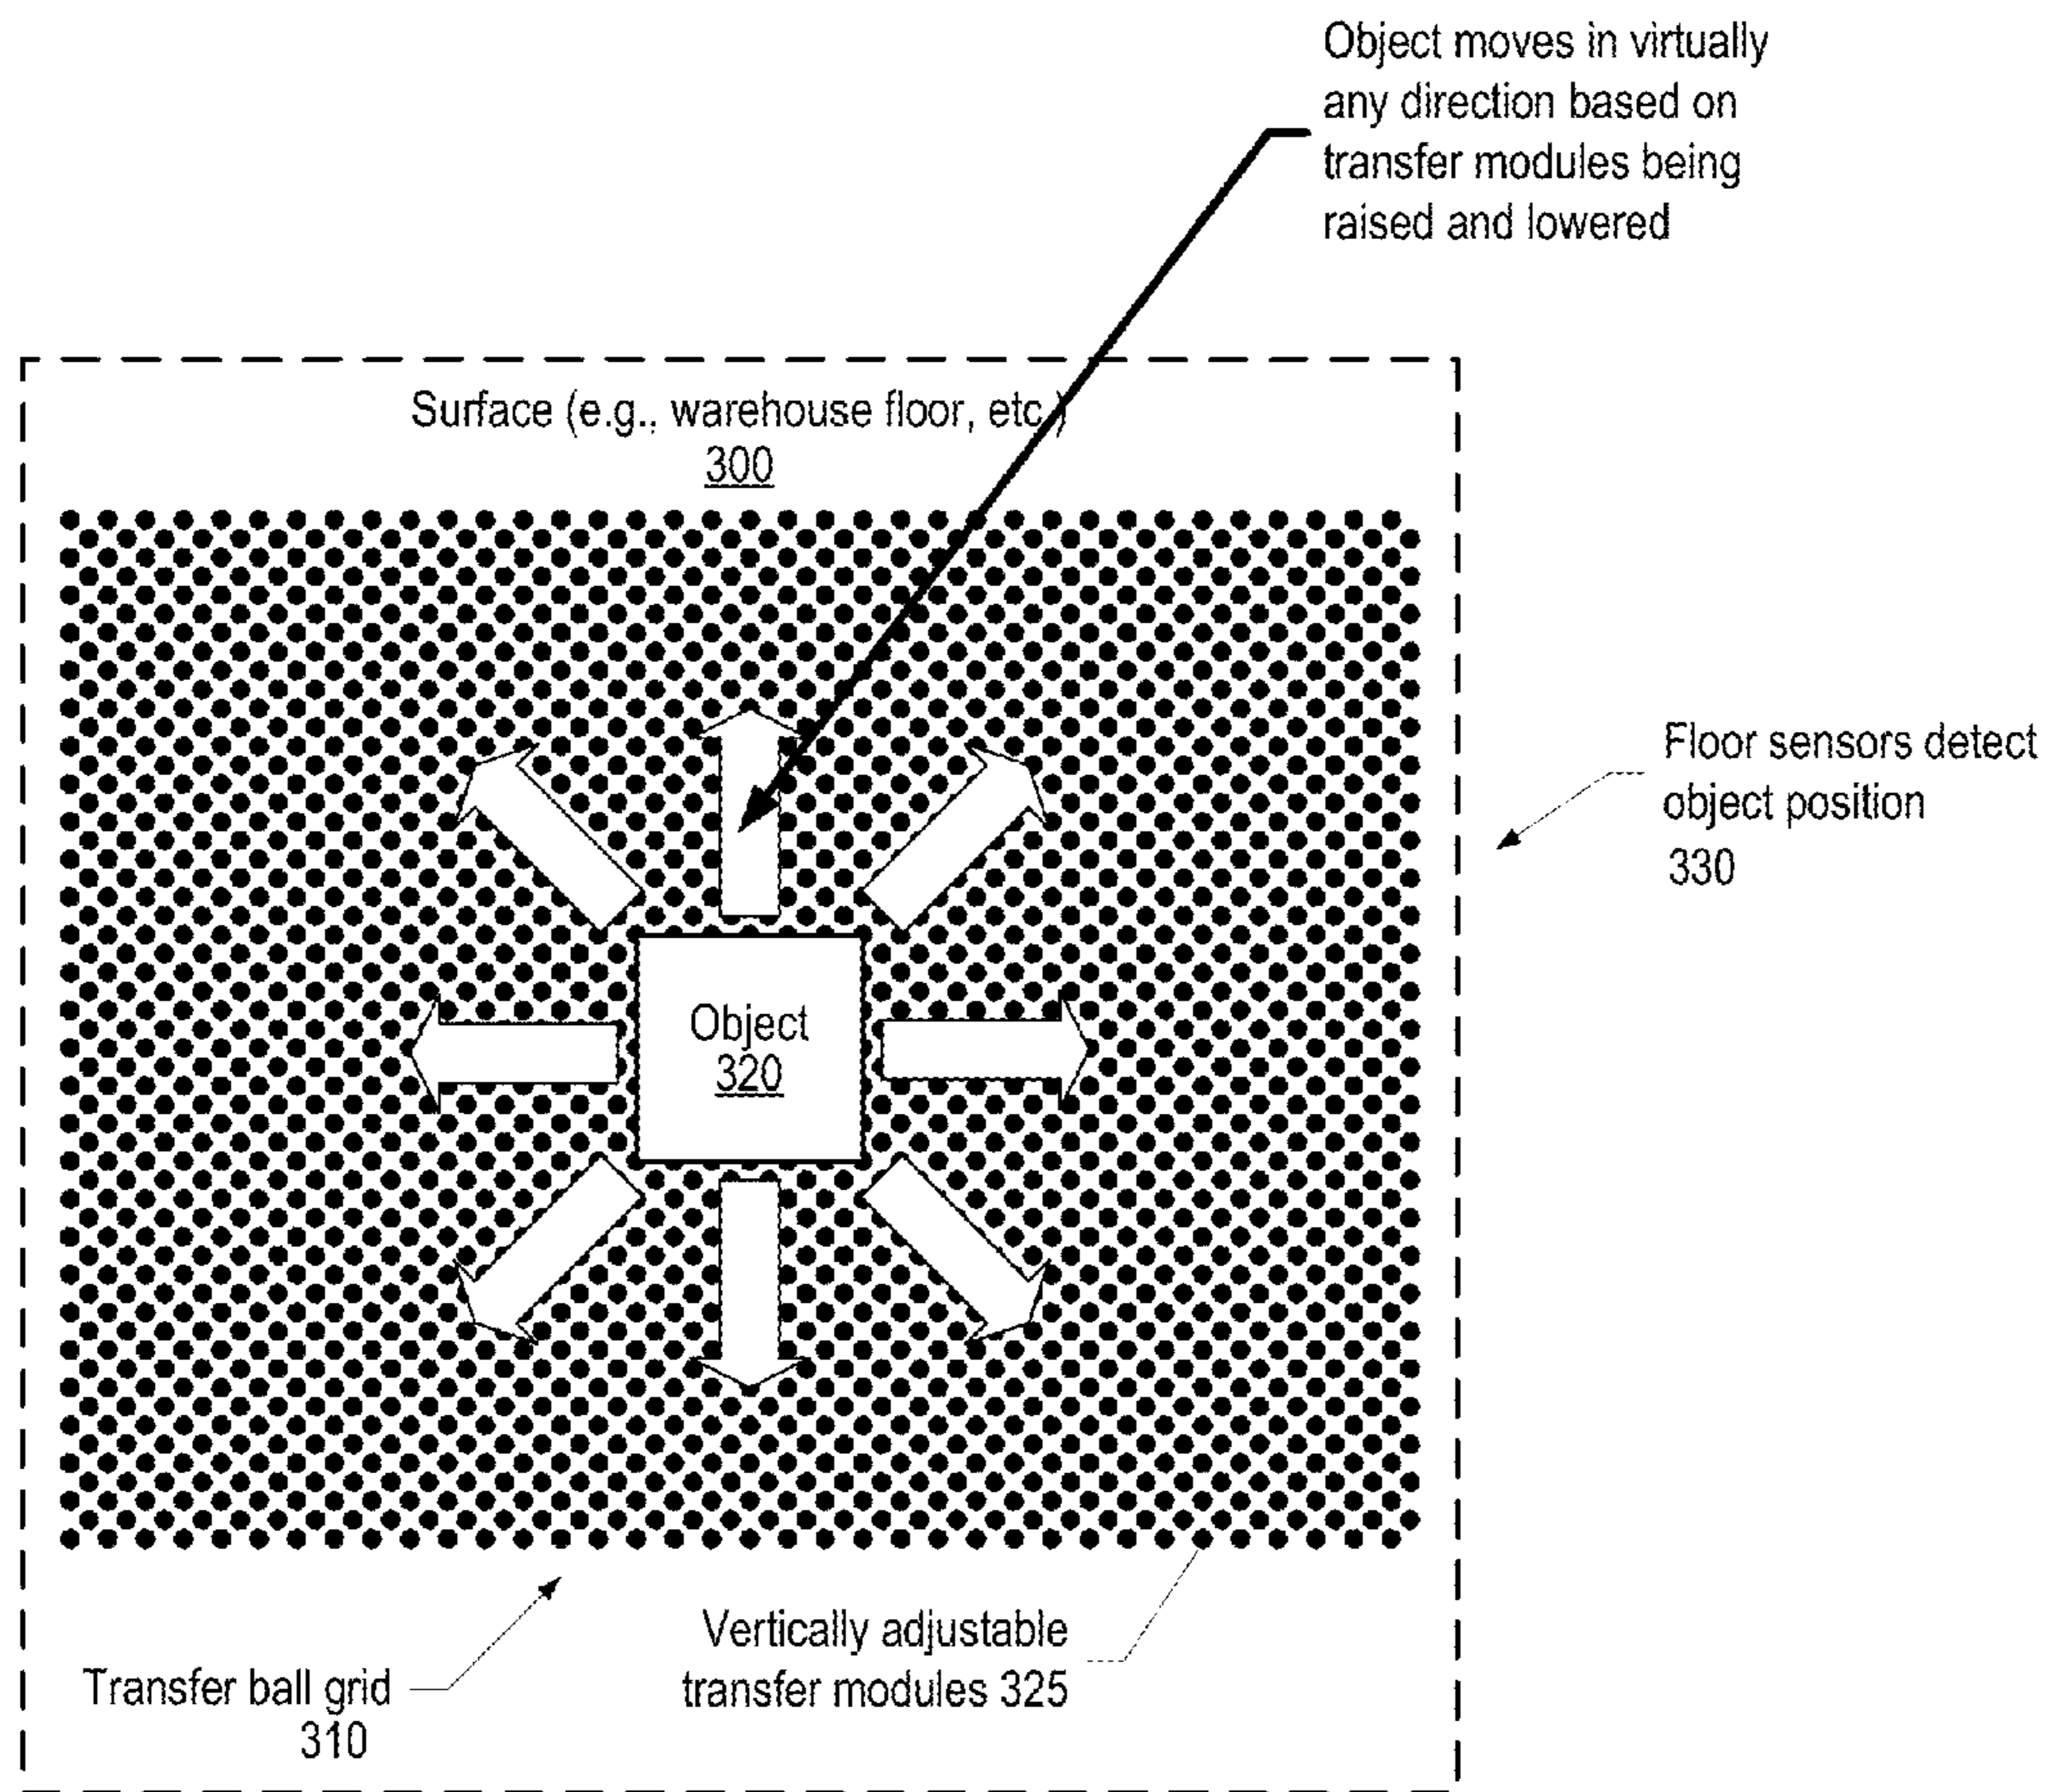 Object moves in virtually
any direction based on
transfer modules being
raised and lowered
Surface (e.g., warehouse floor, etc.)
300
Floor sensors detect
object position
330
Object
320
Vertically adjustable
transfer modules 325
Transfer ball grid
310